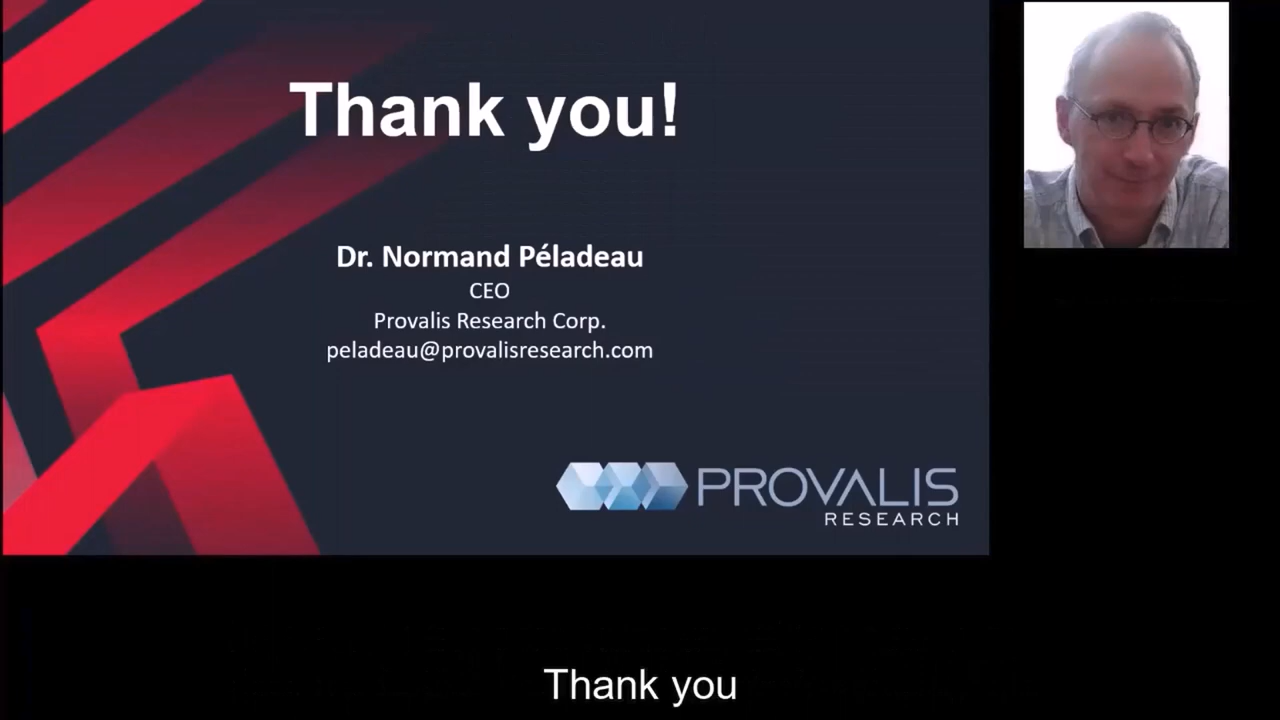 Thank you!
Dr. Normand Péladeau
CEO
Provalis Research Corp.
peladeau@provalisresearch.com
PROVALIS
RESEARCH
Thank you